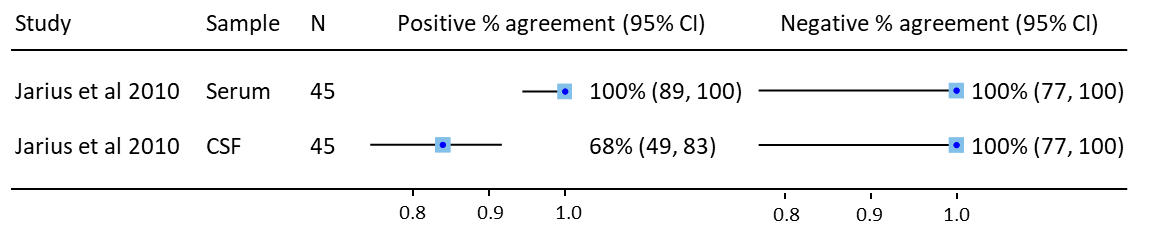 Study Sample N Positive % agreement (95% CI) Negative % agreement (95% CI)
Jarius et al 2010 Serum 45 100% (89, 100) 100% (77, 100)
Jarius et al 2010 CSF 45 68% (49, 83) 100% (77, 100)
0.8 0.9 1.0 0.8 0.9 1.0